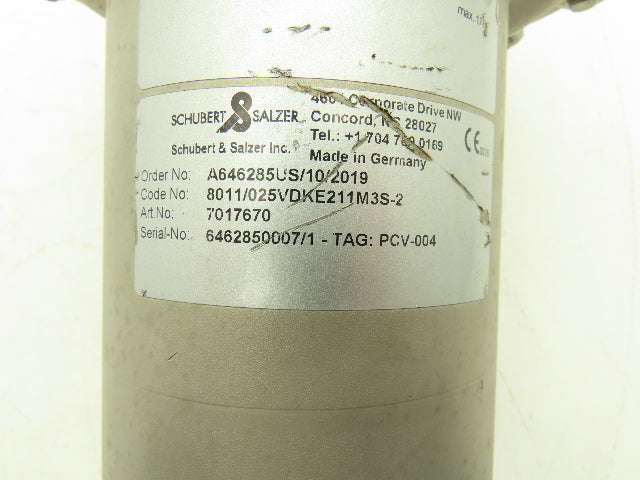 max.
SCHUBERT SALZER
Corporate Drive NW
Concord, NC 28027
Tel.: +1 704 0169
Schubert & Salzer Inc.
Made in Germany
CE
Order No: A646285US/10/2019
Code No: 8011/025VDKE211M3S-2
Art.No: 7017670
Serial-No: 6462850007/1 - TAG: PCV-004